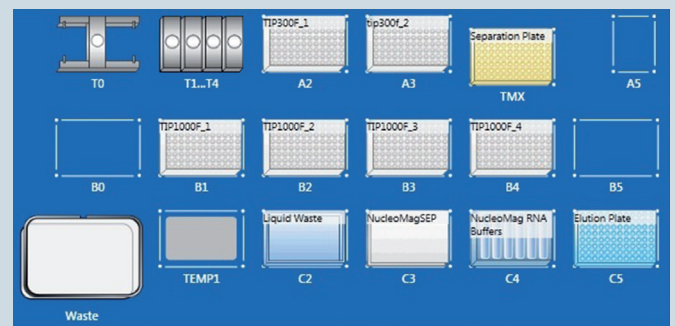 TIP300F_1
tip300f_2
Separation Plate
T0
T1...T4
A2
A3
TMX
A5
TIP1000F_1
TIP1000F_2
TIP1000F_3
TIP1000F_4
B0
B1
B2
B3
B4
B5
Liquid Waste
NucleoMagSEP
NucleoMag RNA
Buffers
Elution Plate
TEMP1
C2
C3
C4
C5
Waste